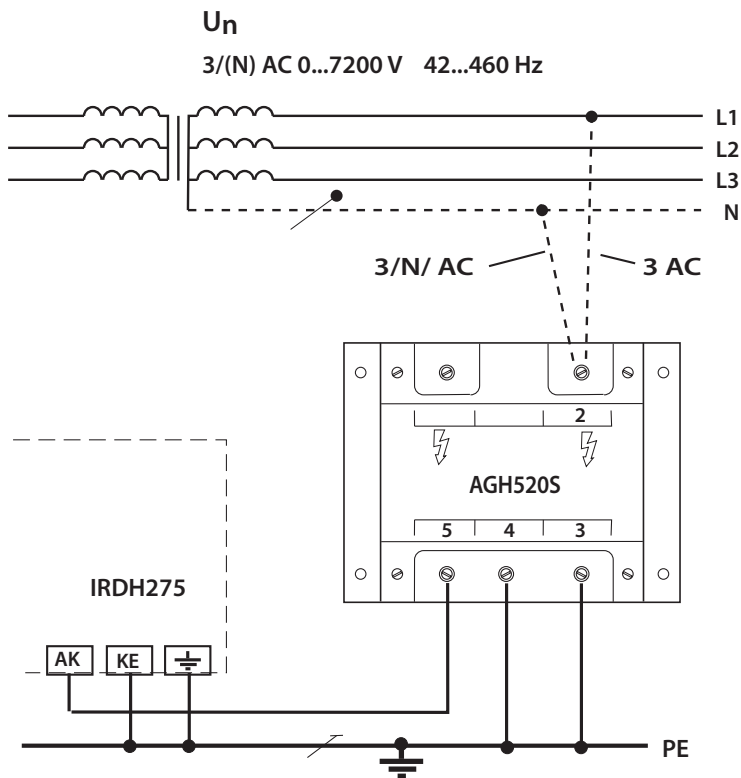 Un
3/(N) AC 0...7200 V 42...460 Hz
L1
L2
L3
N
3/N/ AC
3 AC
2
AGH520S
5 4 3
IRDH275
AK KE
PE